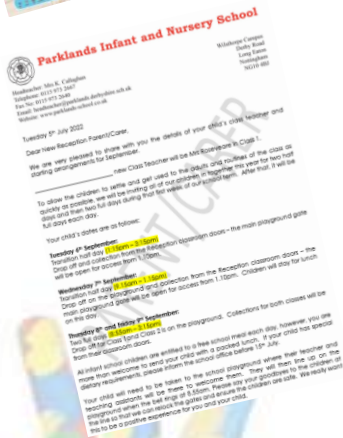 Parklands Infant and Nursery School
Headteacher: Mrs K. Callaghan
Telephone: 0115 973 2667
Fax No: 0115 973 2640
Email: headteacher@parklands.derbyshire.sch.uk
Website: www.parklands-school.co.uk
Wilsthorpe Campus
Derby Road
Long Eaton
Nottingham
NG10 4BJ
Tuesday 5th July 2022
Dear New Reception Parent/Carer,
We are very pleased to share with you the details of your child's class teacher and
starting arrangements for September.
new Class Teacher will be Mrs in Class 1.
To allow the children to settle and get used to the adults and routines of the class as
quickly as possible, we will be inviting all of our children in together this year for two half
days and then two full days during that first week of our school term. After that, it will be
full days each day.
Your child's dates are as follows:
Tuesday 6th September:
Transition half day (1:15pm – 3:15pm)
Drop off and collection from the Reception classroom doors – the main playground gate
will be open for access from 1.10pm.
Wednesday 7th September:
Transition half day (9.15am – 1.15pm)
Drop off on the playground and collection from the Reception classroom doors – the
main playground gate will be open for access from 1.10pm. Children will stay for lunch
on this day
Thursday 8th and Friday 9th September:
Two full days (8.55am – 3.15pm)
Drop off for Class 1 and Class 2 is on the playground. Collections for both classes will be
from their classroom doors.
All infant school children are entitled to a free school meal each day, however, you are
more than welcome to send your child with a packed lunch. If your child has special
dietary requirements, please inform the school office before 15th July.
Your child will need to be taken to the school playground where their teacher and
teaching assistants will be there to welcome them. They will then line up on the
playground when the bell rings at 8.55am. Please say your goodbyes to the children at
the line so that we can relock the gates and ensure the children are safe. We really want
this to be a positive experience for you and your child.
PARENT/CARER